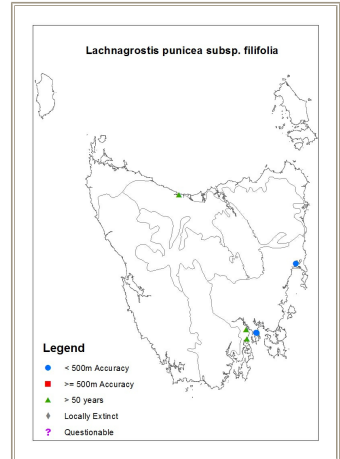 Lachnagrostis punicea subsp. filifolia
Legend
< 500m Accuracy
>= 500m Accuracy
> 50 years
Locally Extinct
? Questionable